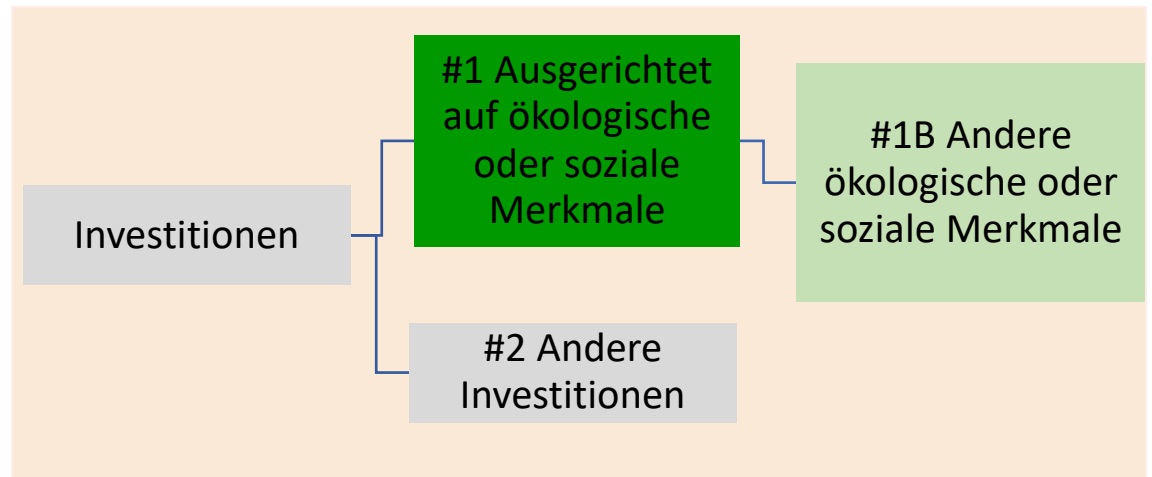 Investitionen
#1 Ausgerichtet
auf ökologische
oder soziale
Merkmale
#1B Andere
ökologische oder
soziale Merkmale
#2 Andere
Investitionen